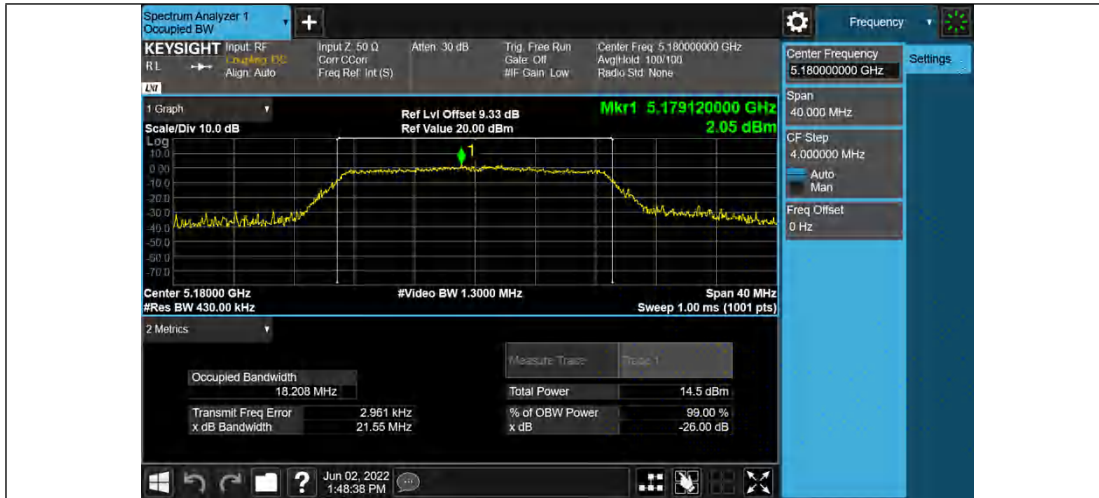 Spectrum Analyzer 1
Occupied BW
Frequency
KEYSIGHT Input: RF Input Z: 50 Ω Atten: 30 dB Trig: Free Run Center Freq: 5.180000000 GHz
RL Coupling: DC Corr CCorr Gate: Off Avg|Hold: 100/100
Align: Auto Freq Ref: Int (S) #IF Gain: Low Radio Std: None
LXI
Center Frequency
5.180000000 GHz
Settings
Span
40.000 MHz
CF Step
4.000000 MHz
Auto
Man
Freq Offset
0 Hz
1 Graph
Scale/Div 10.0 dB
Ref Lvl Offset 9.33 dB
Ref Value 20.00 dBm
Mkr1 5.179120000 GHz
2.05 dBm
Log
10.0
0.00
-10.0
-20.0
-30.0
-40.0
-50.0
-60.0
-70.0
1
Center 5.18000 GHz #Video BW 1.3000 MHz Span 40 MHz
#Res BW 430.00 kHz Sweep 1.00 ms (1001 pts)
2 Metrics
Measure Trace Trace 1
Occupied Bandwidth
18.208 MHz
Total Power 14.5 dBm
Transmit Freq Error 2.961 kHz % of OBW Power 99.00 %
x dB Bandwidth 21.55 MHz x dB -26.00 dB
Jun 02, 2022
1:48:38 PM